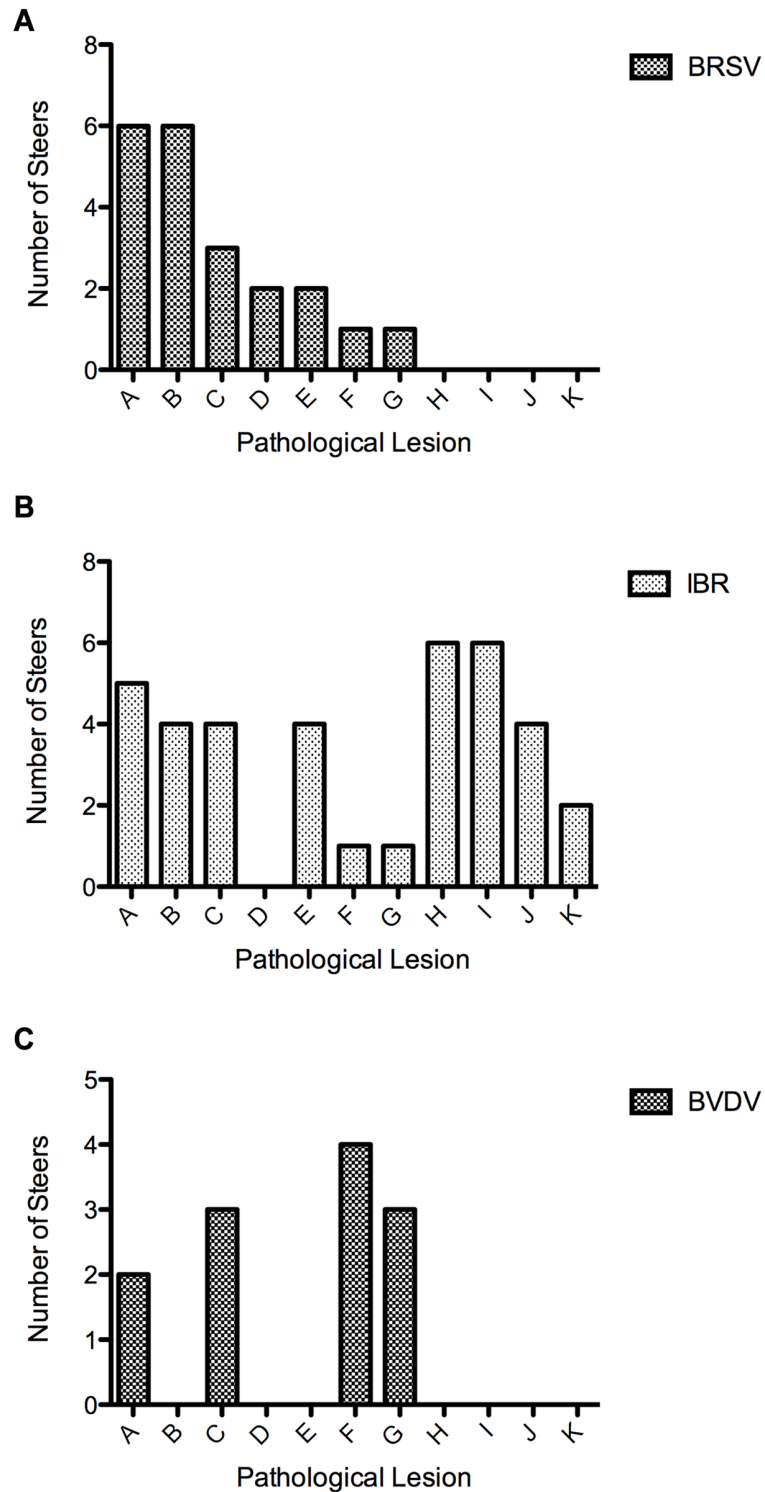 A
8
6
4
2
0
Number of Steers
A B C D E F G H I J K
Pathological Lesion
BRSV
B
8
6
4
2
0
Number of Steers
A B C D E F G H I J K
Pathological Lesion
IBR
C
5
4
3
2
1
0
Number of Steers
A B C D E F G H I J K
Pathological Lesion
BVDV